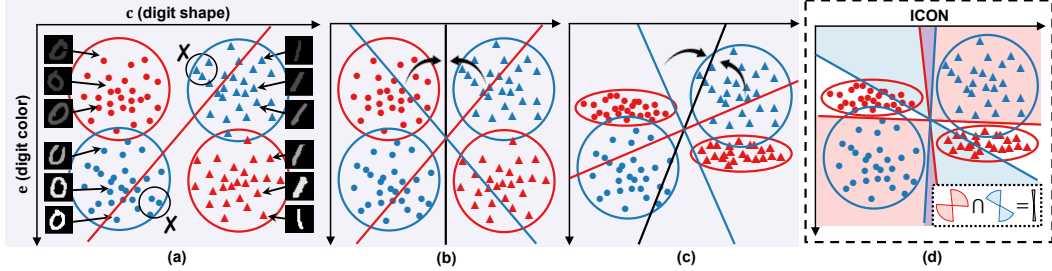 c (digit shape)
e (digit color)
X
X
(a)
(b)
(c)
ICON
∩ =
(d)